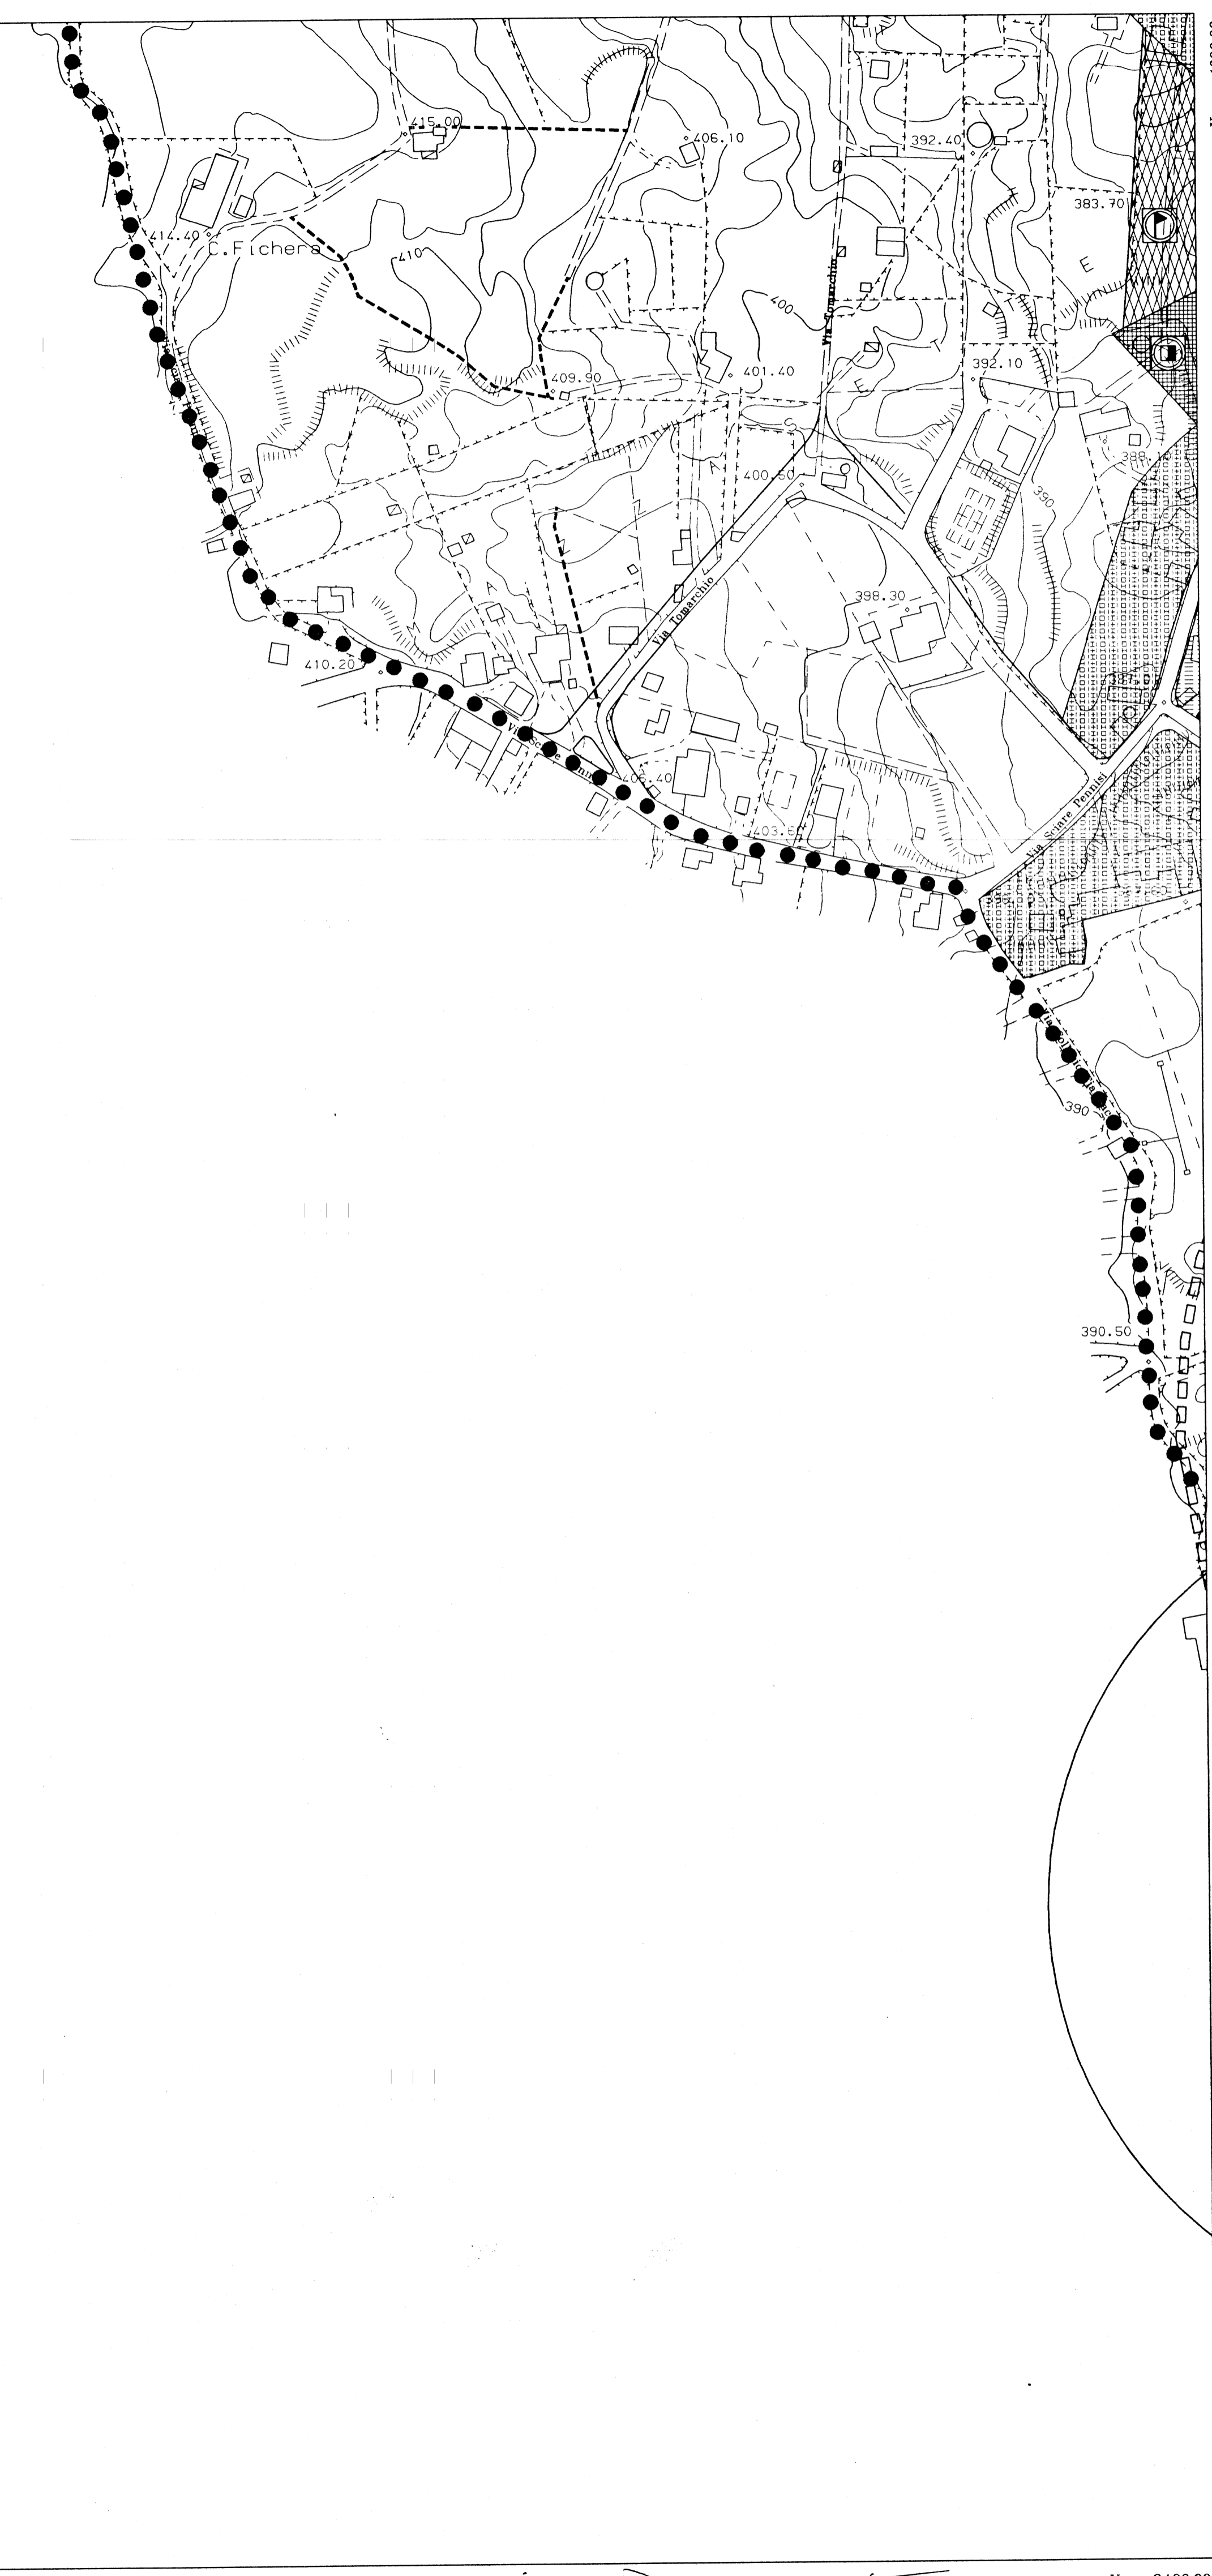 415.00
406.10
392.40
383.70
414.40
C.Fichera
410
400
Via Tomarchio
E
T
392.10
401.40
409.90
E
S
S
A
400.50
390
388.
Z
Z
A
M
398.30
Via Tomarchio
410.20
406.40
403.60
Via Sciare Pennisi
390
390.50